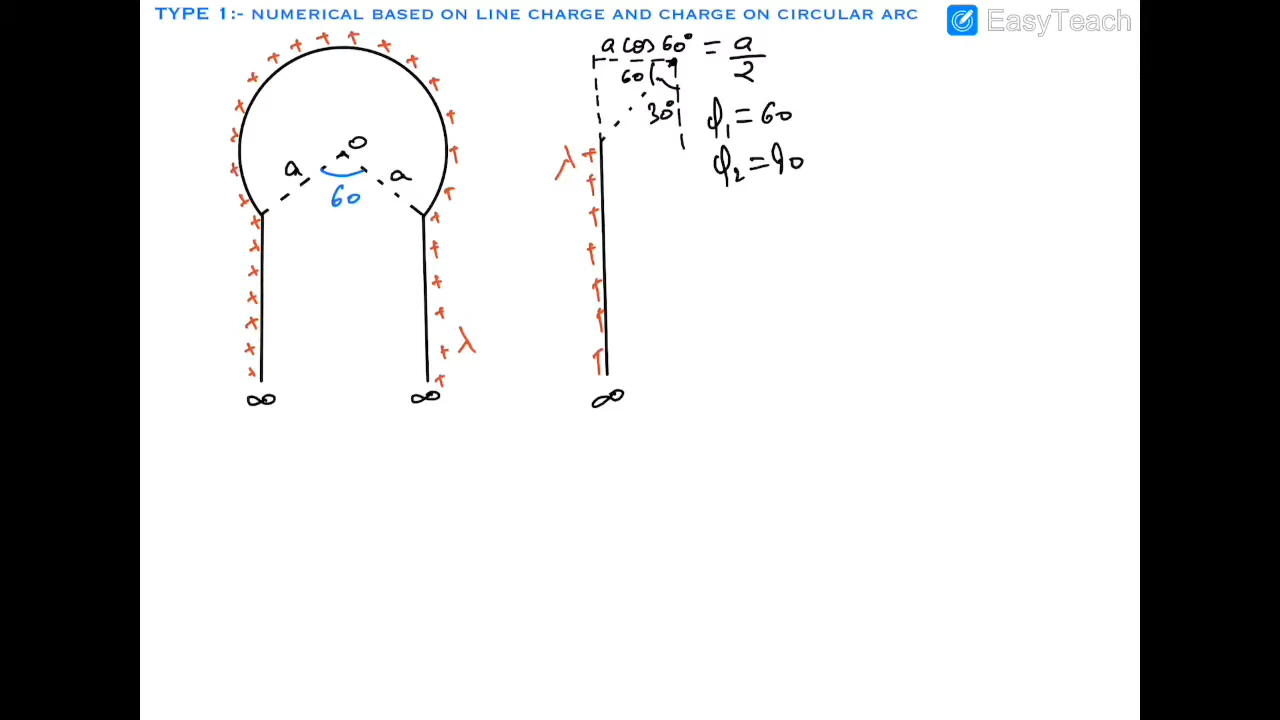 TYPE 1:- NUMERICAL BASED ON LINE CHARGE AND CHARGE ON CIRCULAR ARC
EasyTeach
O
a
a
60
λ
∞
∞
a cos 60° = a/2
60
30°
φ₁ = 60
φ₂ = 90
λ
∞